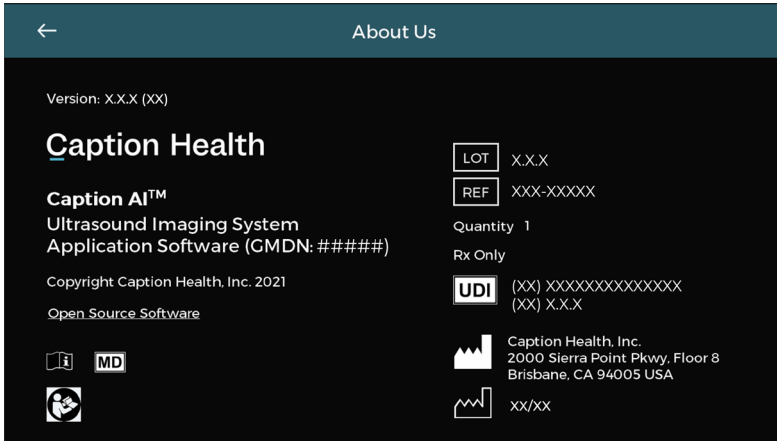 About Us
Version: X.X.X (XX)
Caption Health
Caption AI™
Ultrasound Imaging System
Application Software (GMDN: #####)
Copyright Caption Health, Inc. 2021
Open Source Software
MD
LOT X.X.X
REF XXX-XXXXX
Quantity 1
Rx Only
UDI (XX) XXXXXXXXXXXXXX
(XX) X.X.X
Caption Health, Inc.
2000 Sierra Point Pkwy, Floor 8
Brisbane, CA 94005 USA
XX/XX